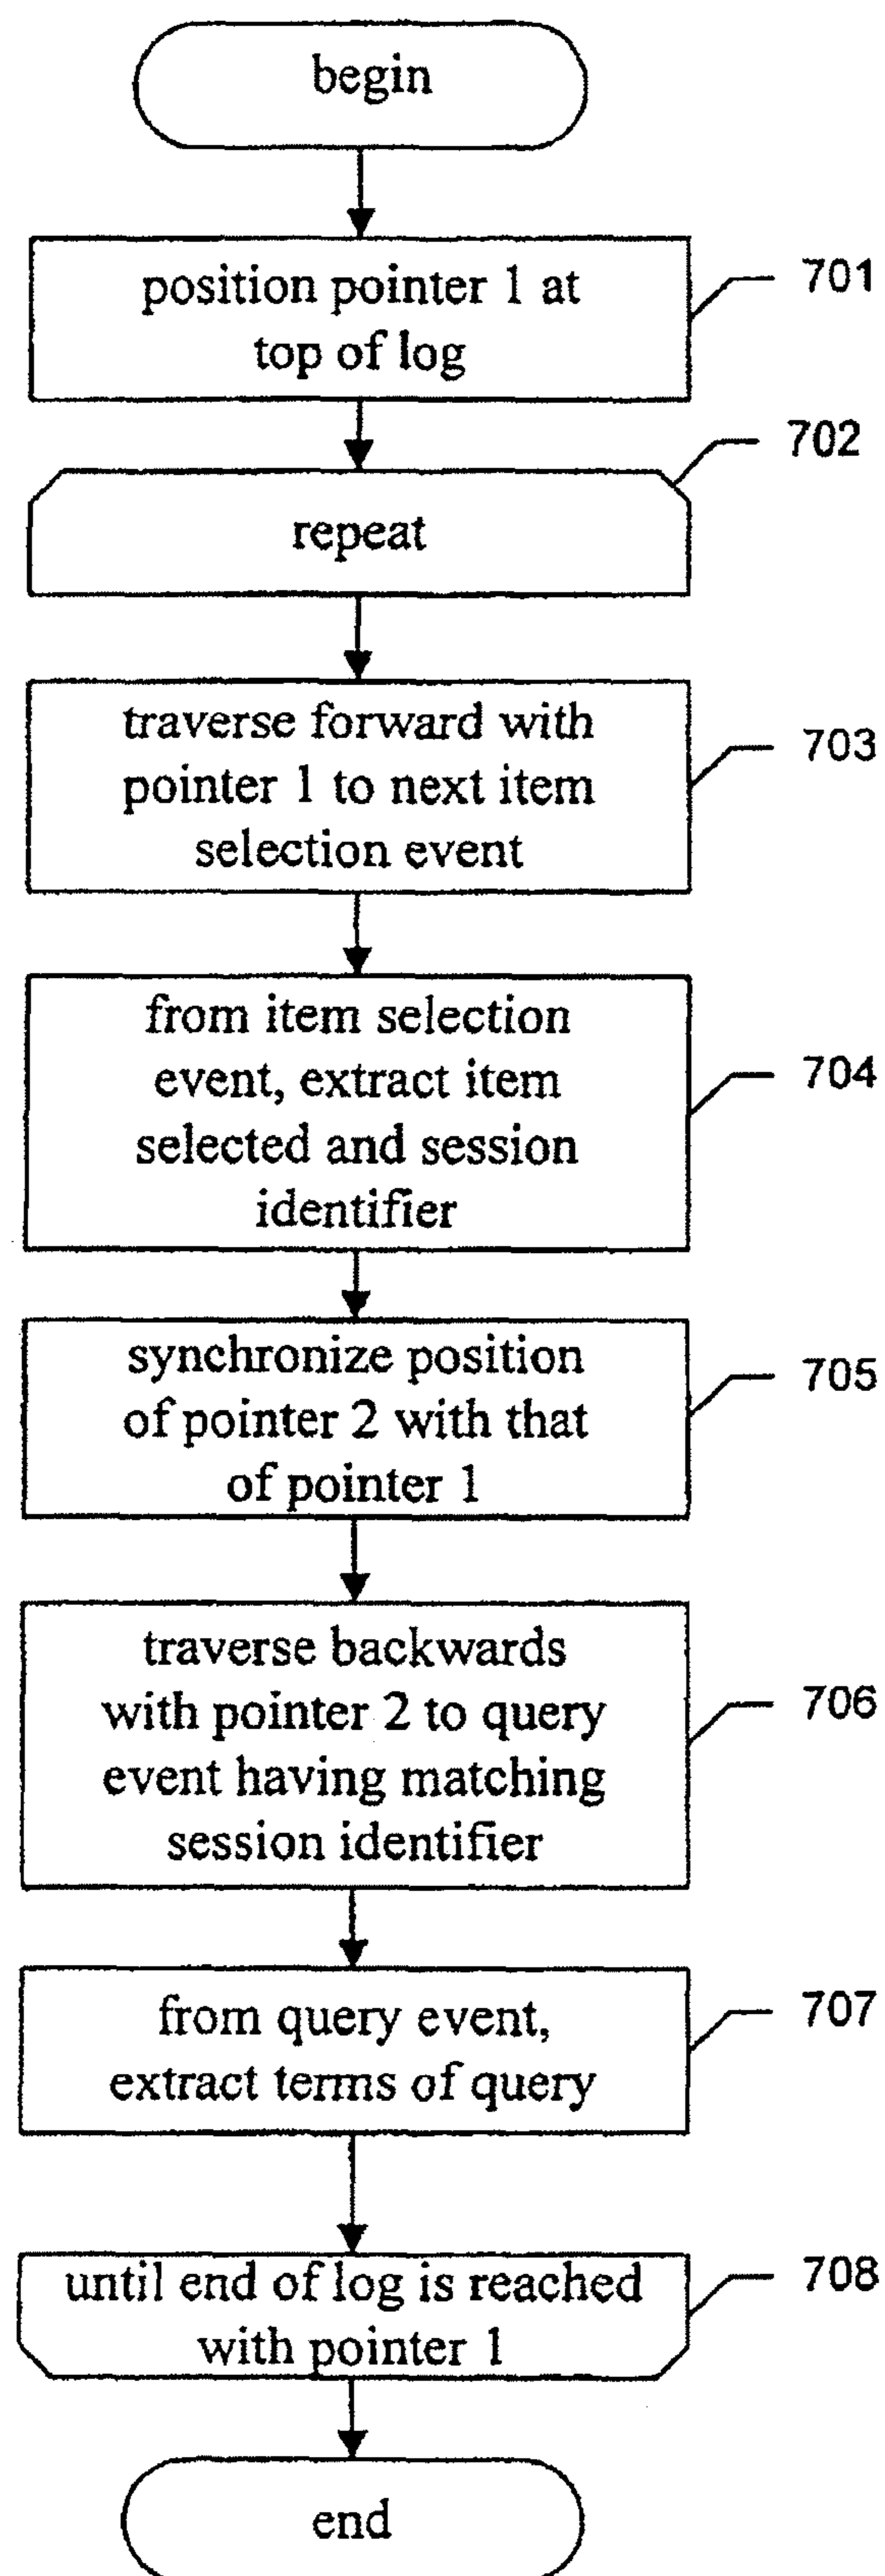 begin
position pointer 1 at
top of log
701
702
repeat
traverse forward with
pointer 1 to next item
selection event
703
from item selection
event, extract item
selected and session
identifier
704
synchronize position
of pointer 2 with that
of pointer 1
705
traverse backwards
with pointer 2 to query
event having matching
session identifier
706
from query event,
extract terms of query
707
until end of log is reached
with pointer 1
708
end